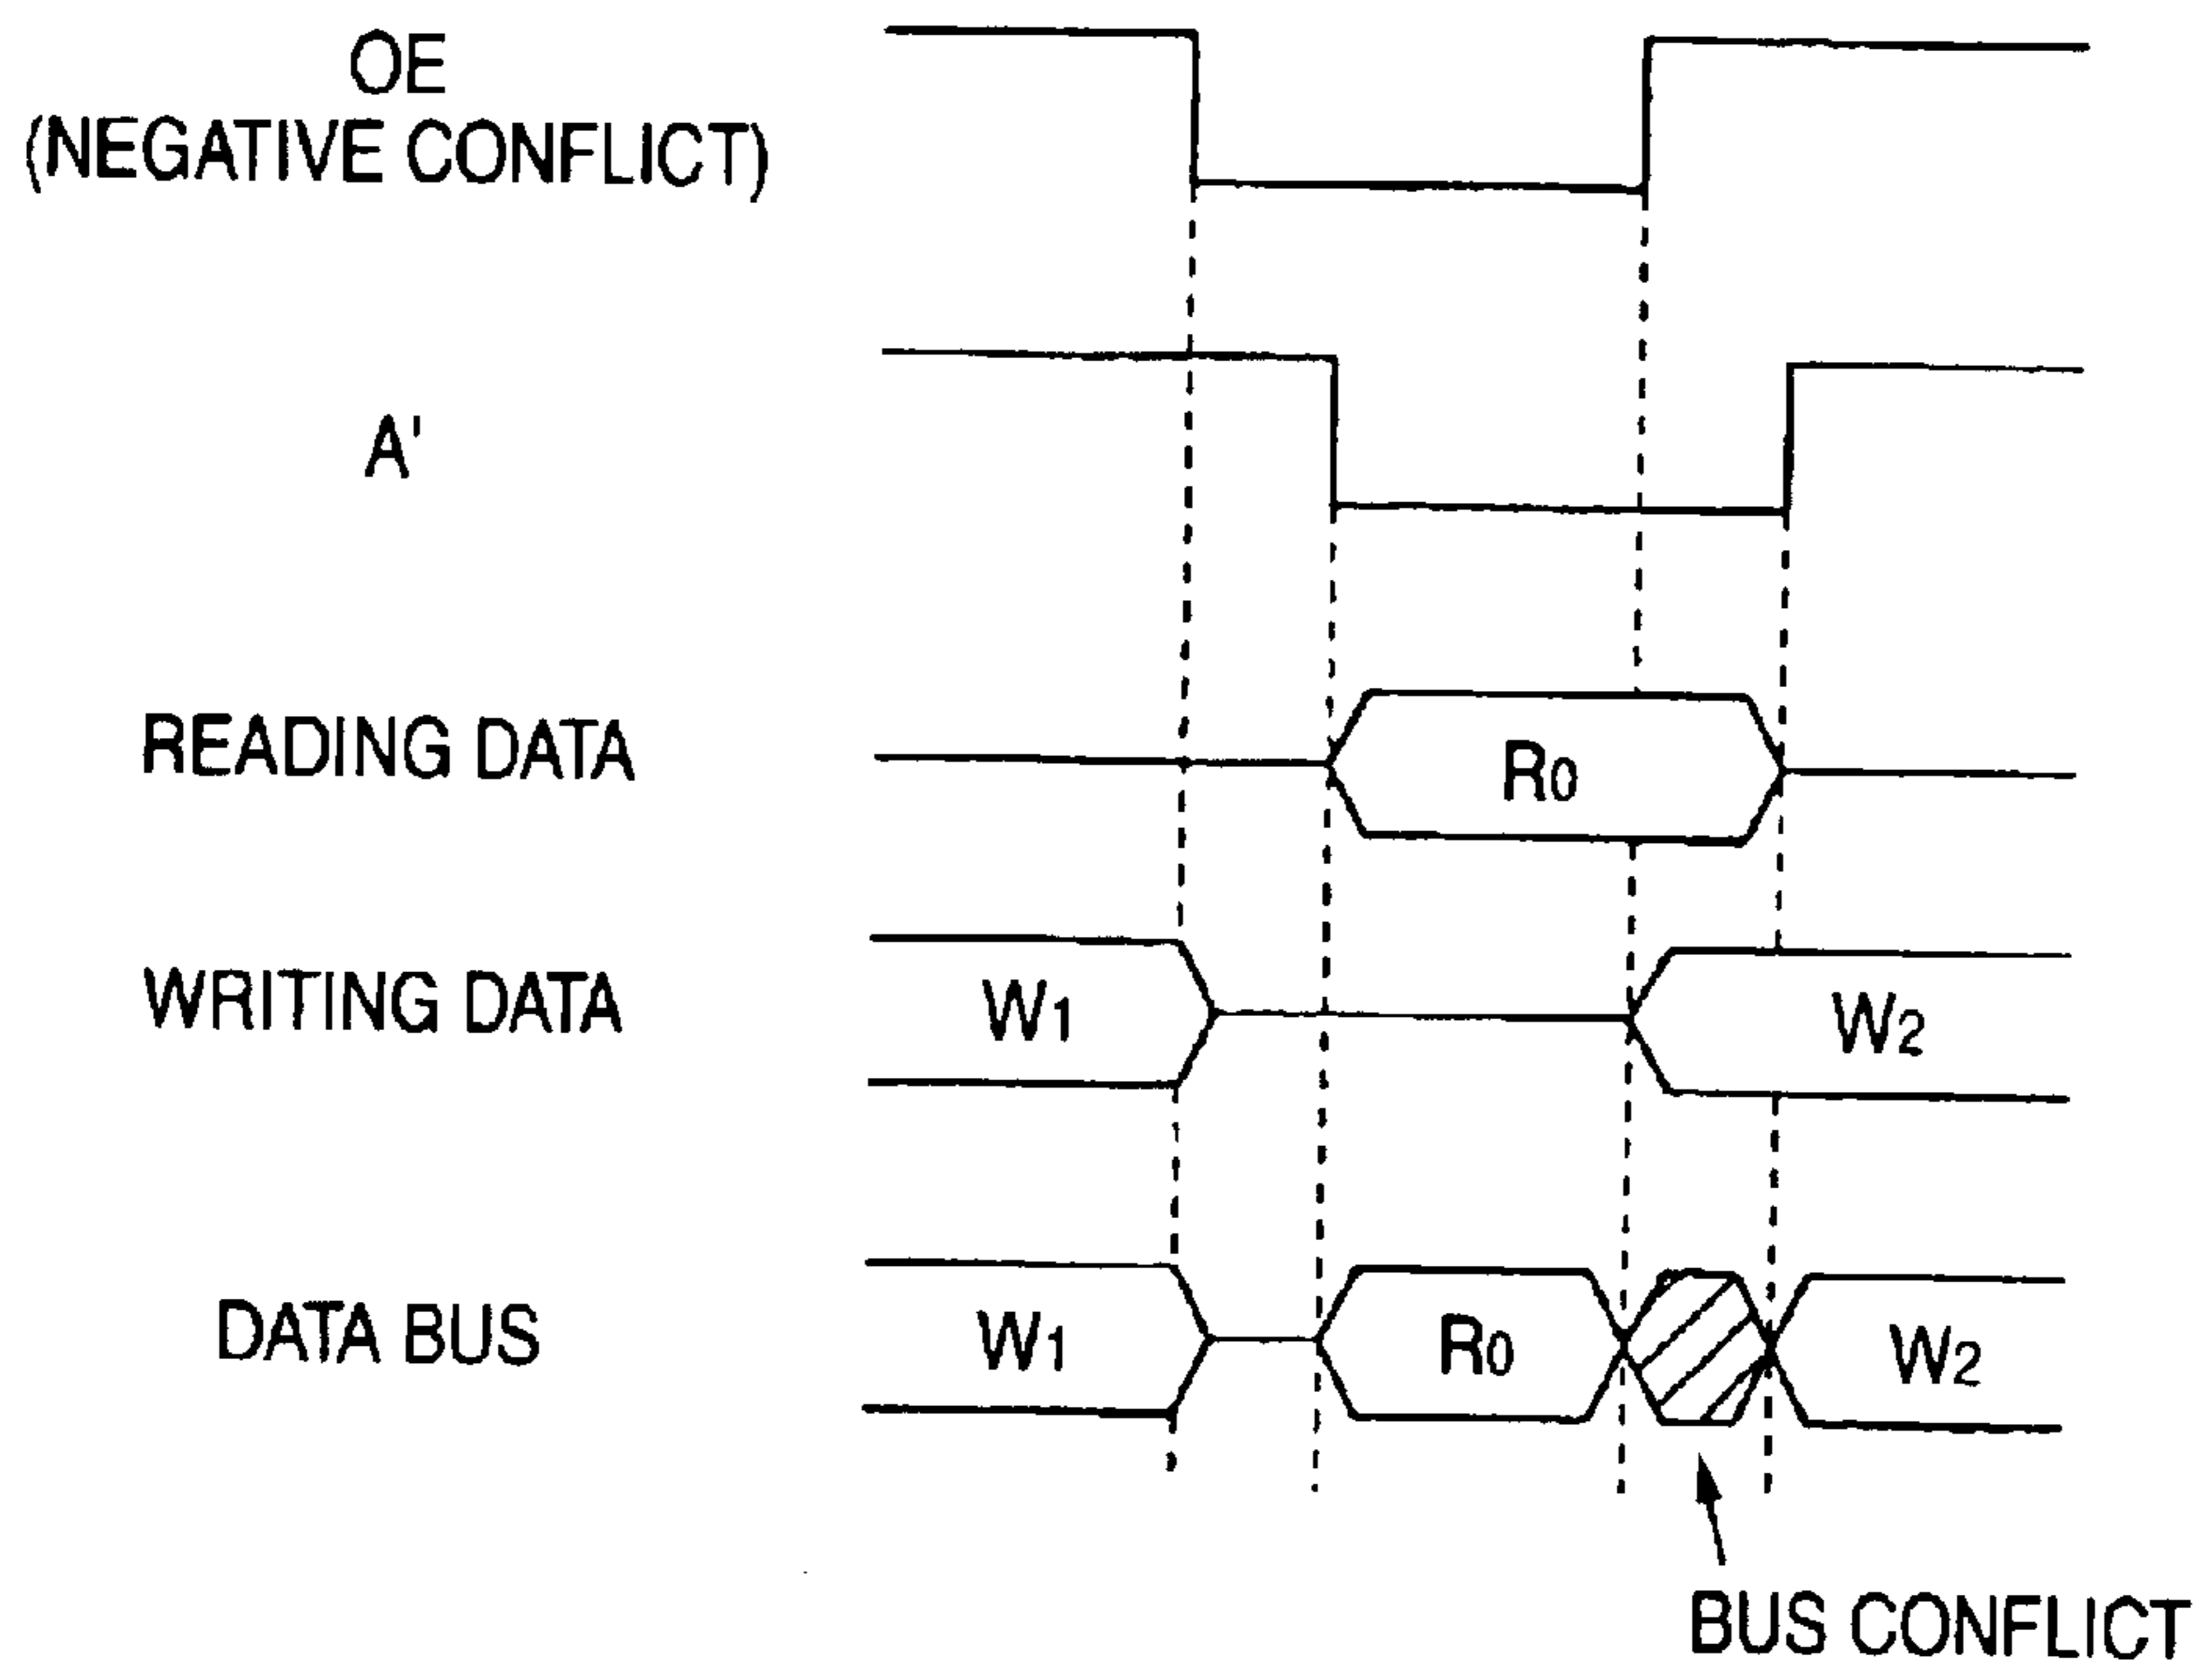 OE
(NEGATIVE CONFLICT)
A'
READING DATA
R0
WRITING DATA
W1
W2
DATA BUS
W1
R0
W2
BUS CONFLICT